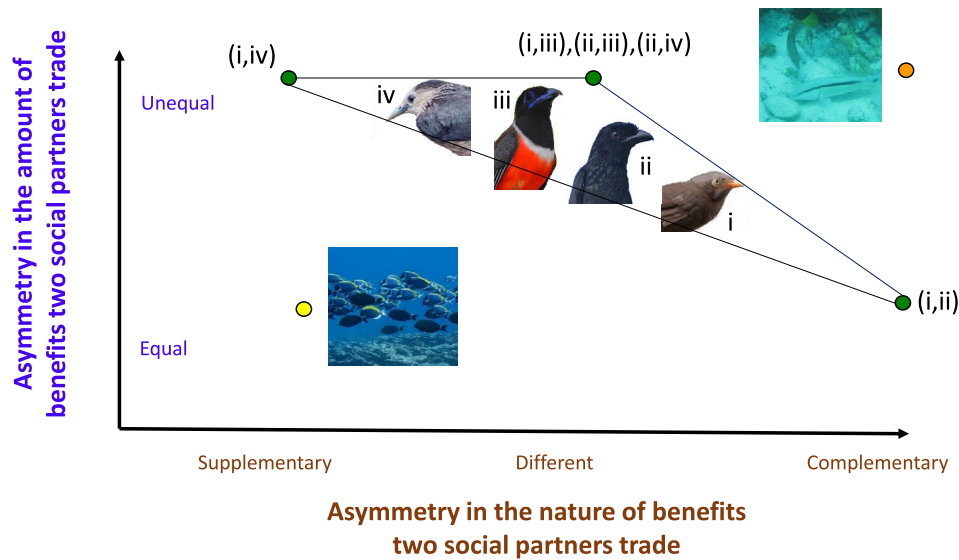 Asymmetry in the amount of
benefits two social partners trade
Unequal
Equal
(i,iv)
(i,iii),(ii,iii),(ii,iv)
iv
iii
ii
i
(i,ii)
Supplementary
Different
Complementary
Asymmetry in the nature of benefits
two social partners trade